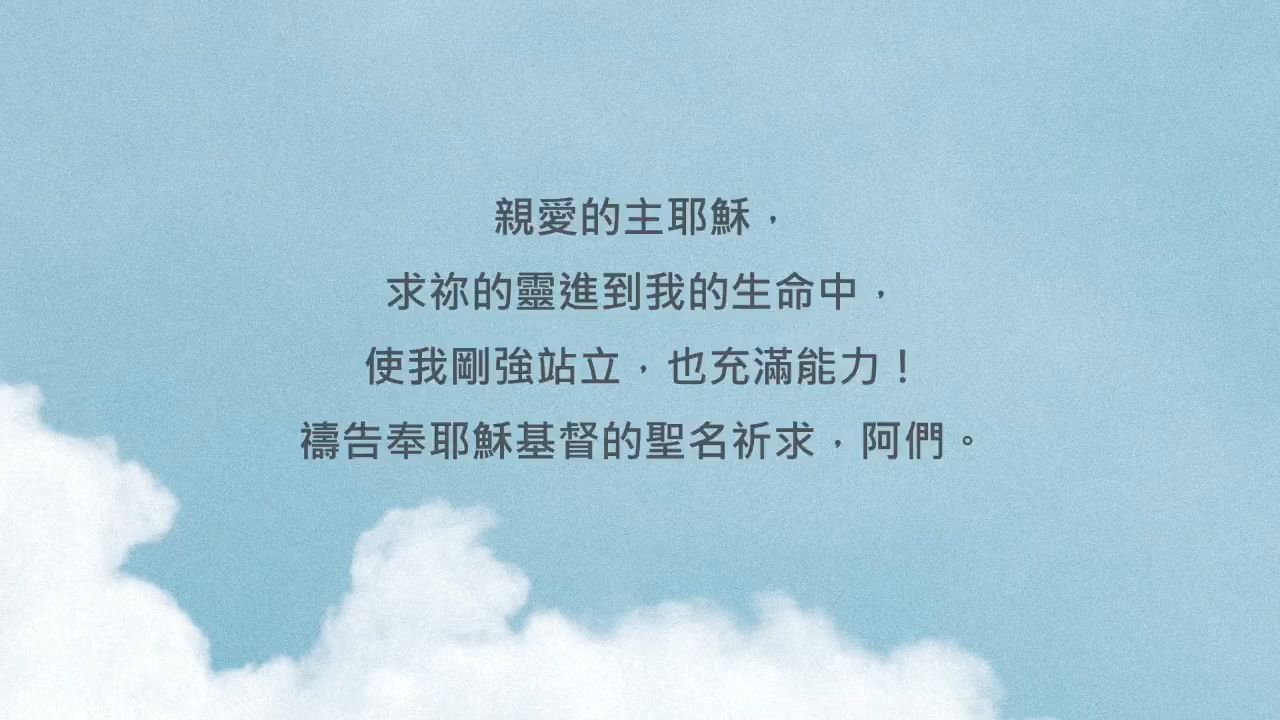 親愛的主耶穌，
求祢的靈進到我的生命中，
使我剛強站立，也充滿能力！
禱告奉耶穌基督的聖名祈求，阿們。